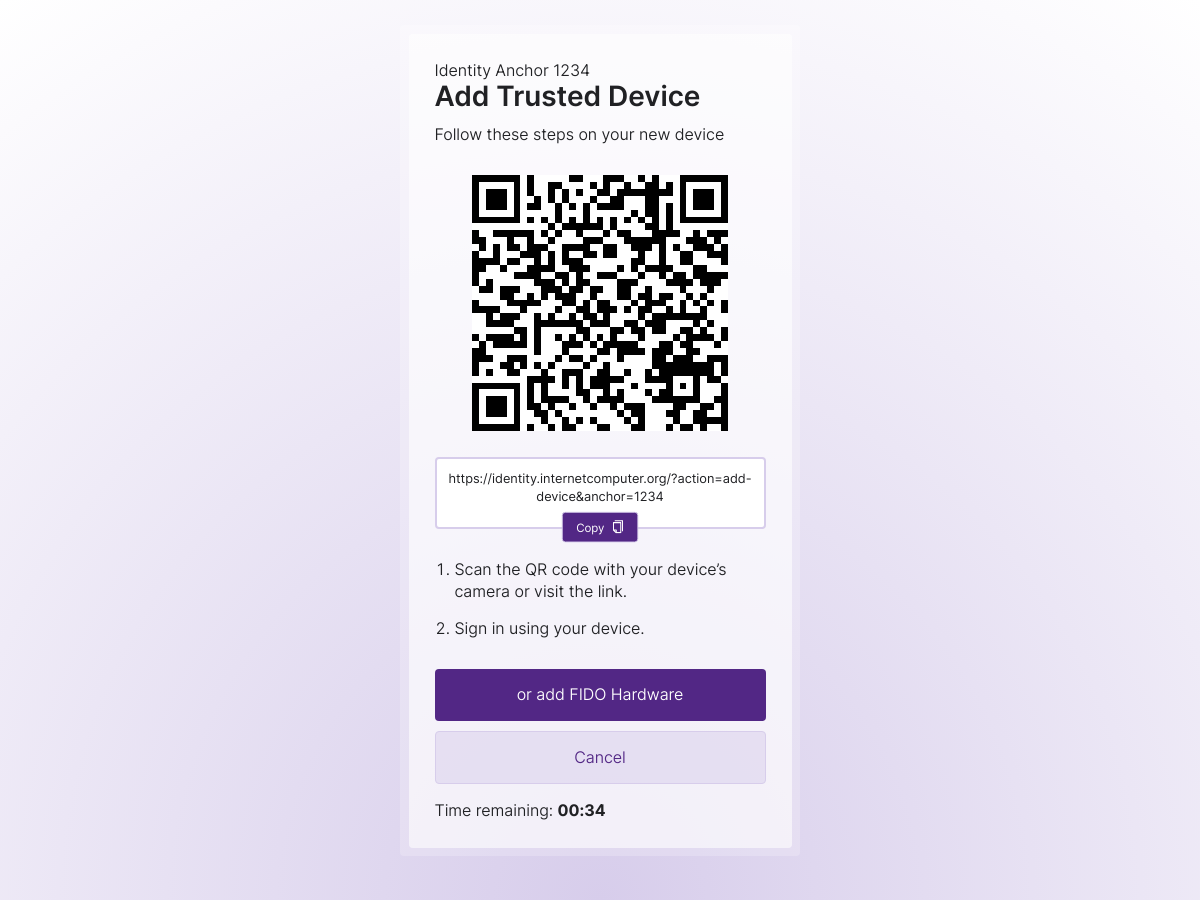 Identity Anchor 1234
Add Trusted Device
Follow these steps on your new device
https://identity.internetcomputer.org/?action=add-
device&anchor=1234
Copy
1. Scan the QR code with your device’s
camera or visit the link.
2. Sign in using your device.
or add FIDO Hardware
Cancel
Time remaining: 00:34